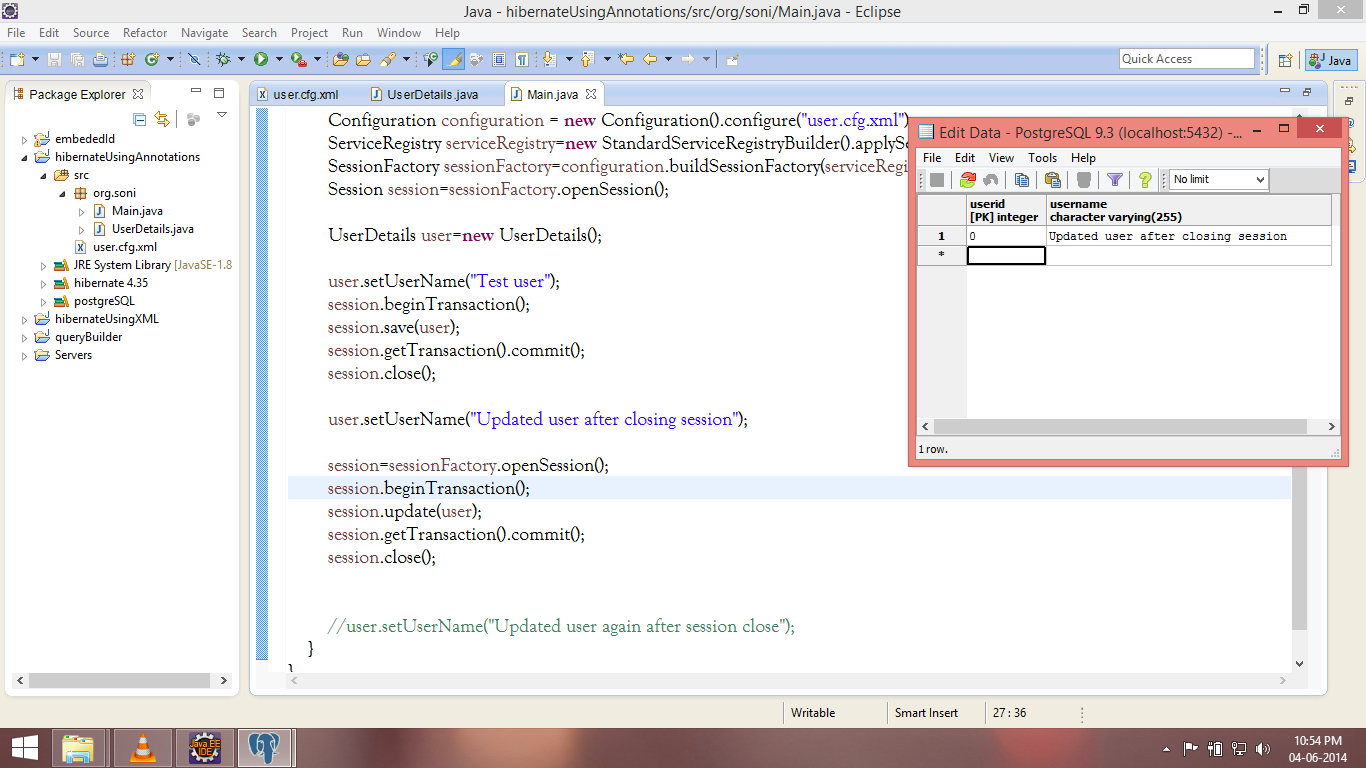 Java - hibernateUsingAnnotations/src/org/soni/Main.java - Eclipse
File Edit Source Refactor Navigate Search Project Run Window Help
Quick Access
Java
Package Explorer
embededId
hibernateUsingAnnotations
src
org.soni
Main.java
UserDetails.java
user.cfg.xml
JRE System Library [JavaSE-1.8
hibernate 4.35
postgreSQL
hibernateUsingXML
queryBuilder
Servers
user.cfg.xml UserDetails.java Main.java
Configuration configuration = new Configuration().configure("user.cfg.xml")
ServiceRegistry serviceRegistry=new StandardServiceRegistryBuilder().applySe
SessionFactory sessionFactory=configuration.buildSessionFactory(serviceRegi
Session session=sessionFactory.openSession();
UserDetails user=new UserDetails();
user.setUserName("Test user");
session.beginTransaction();
session.save(user);
session.getTransaction().commit();
session.close();
user.setUserName("Updated user after closing session");
session=sessionFactory.openSession();
session.beginTransaction();
session.update(user);
session.getTransaction().commit();
session.close();
//user.setUserName("Updated user again after session close");
}
}
Edit Data - PostgreSQL 9.3 (localhost:5432) -...
File Edit View Tools Help
No limit
userid username
[PK] integer character varying(255)
1 0 Updated user after closing session
*
1 row.
Writable Smart Insert 27 : 36
Java EE
IDE
10:54 PM
04-06-2014